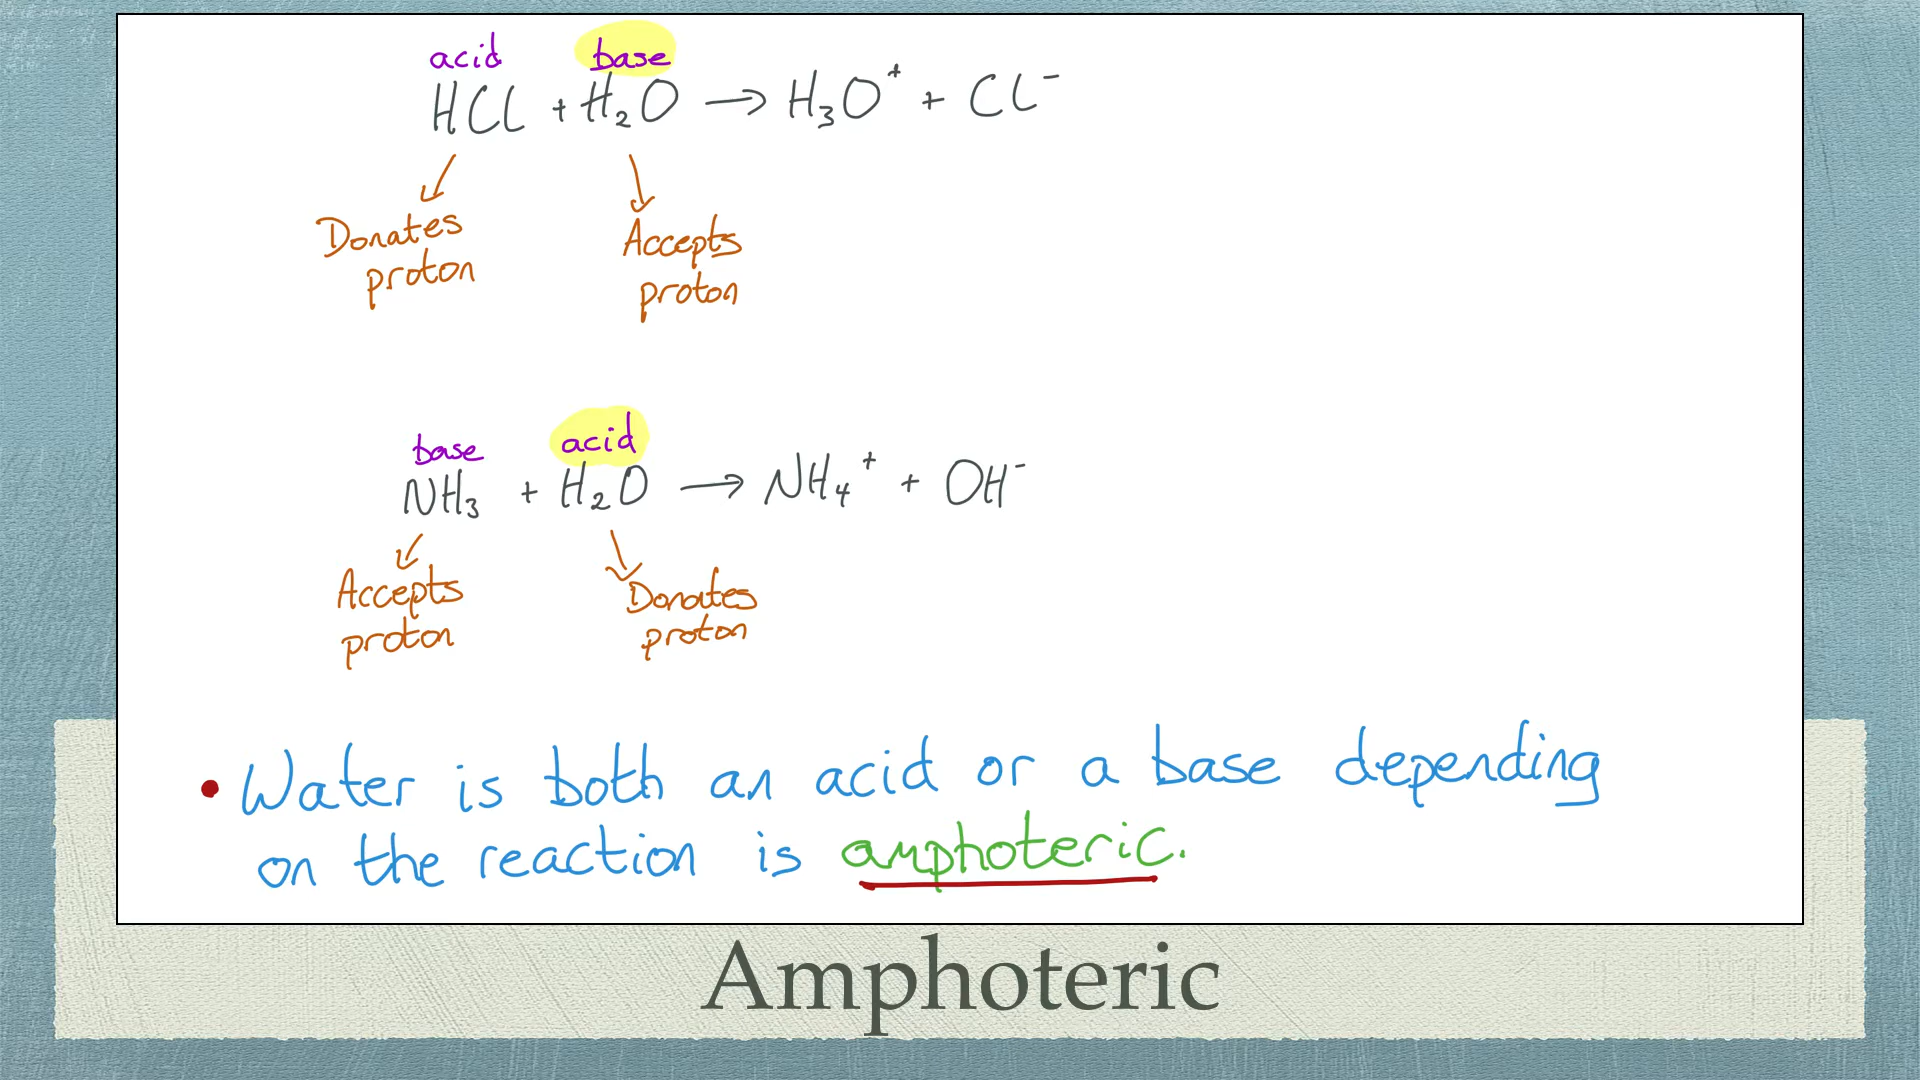 acid base
HCl + H₂O → H₃O⁺ + Cl⁻
Donates Accepts
proton proton
base acid
NH₃ + H₂O → NH₄⁺ + OH⁻
Accepts Donates
proton proton
• Water is both an acid or a base depending
on the reaction is amphoteric.
Amphoteric